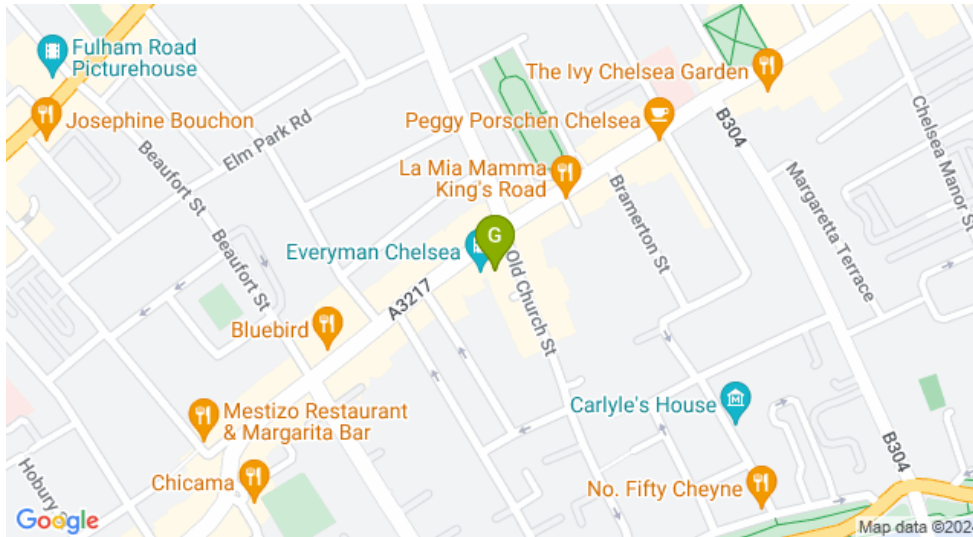 Fulham Road
Picturehouse
Josephine Bouchon
Elm Park Rd
Beaufort St
Beaufort St
The Ivy Chelsea Garden
Peggy Porschen Chelsea
B304
Chelsea Manor St
La Mia Mamma
King's Road
Bramerton St
Margaretta Terrace
G
Everyman Chelsea
Old Church St
A3217
Bluebird
Mestizo Restaurant
& Margarita Bar
Carlyle's House
Chicama
No. Fifty Cheyne
B304
Hobury
Google
Map data ©2024